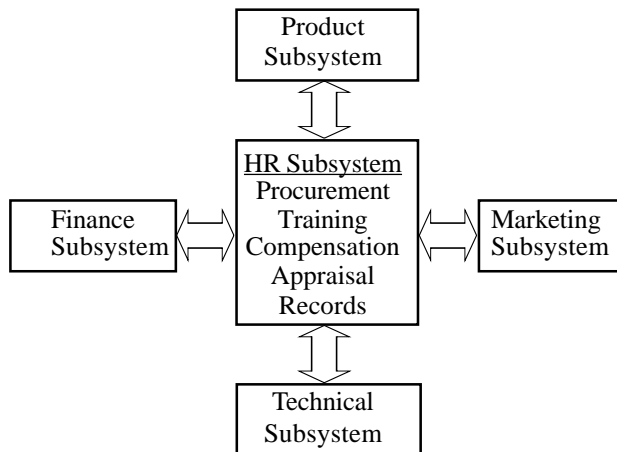 Product
Subsystem
HR Subsystem
Procurement
Training
Compensation
Appraisal
Records
Finance
Subsystem
Marketing
Subsystem
Technical
Subsystem